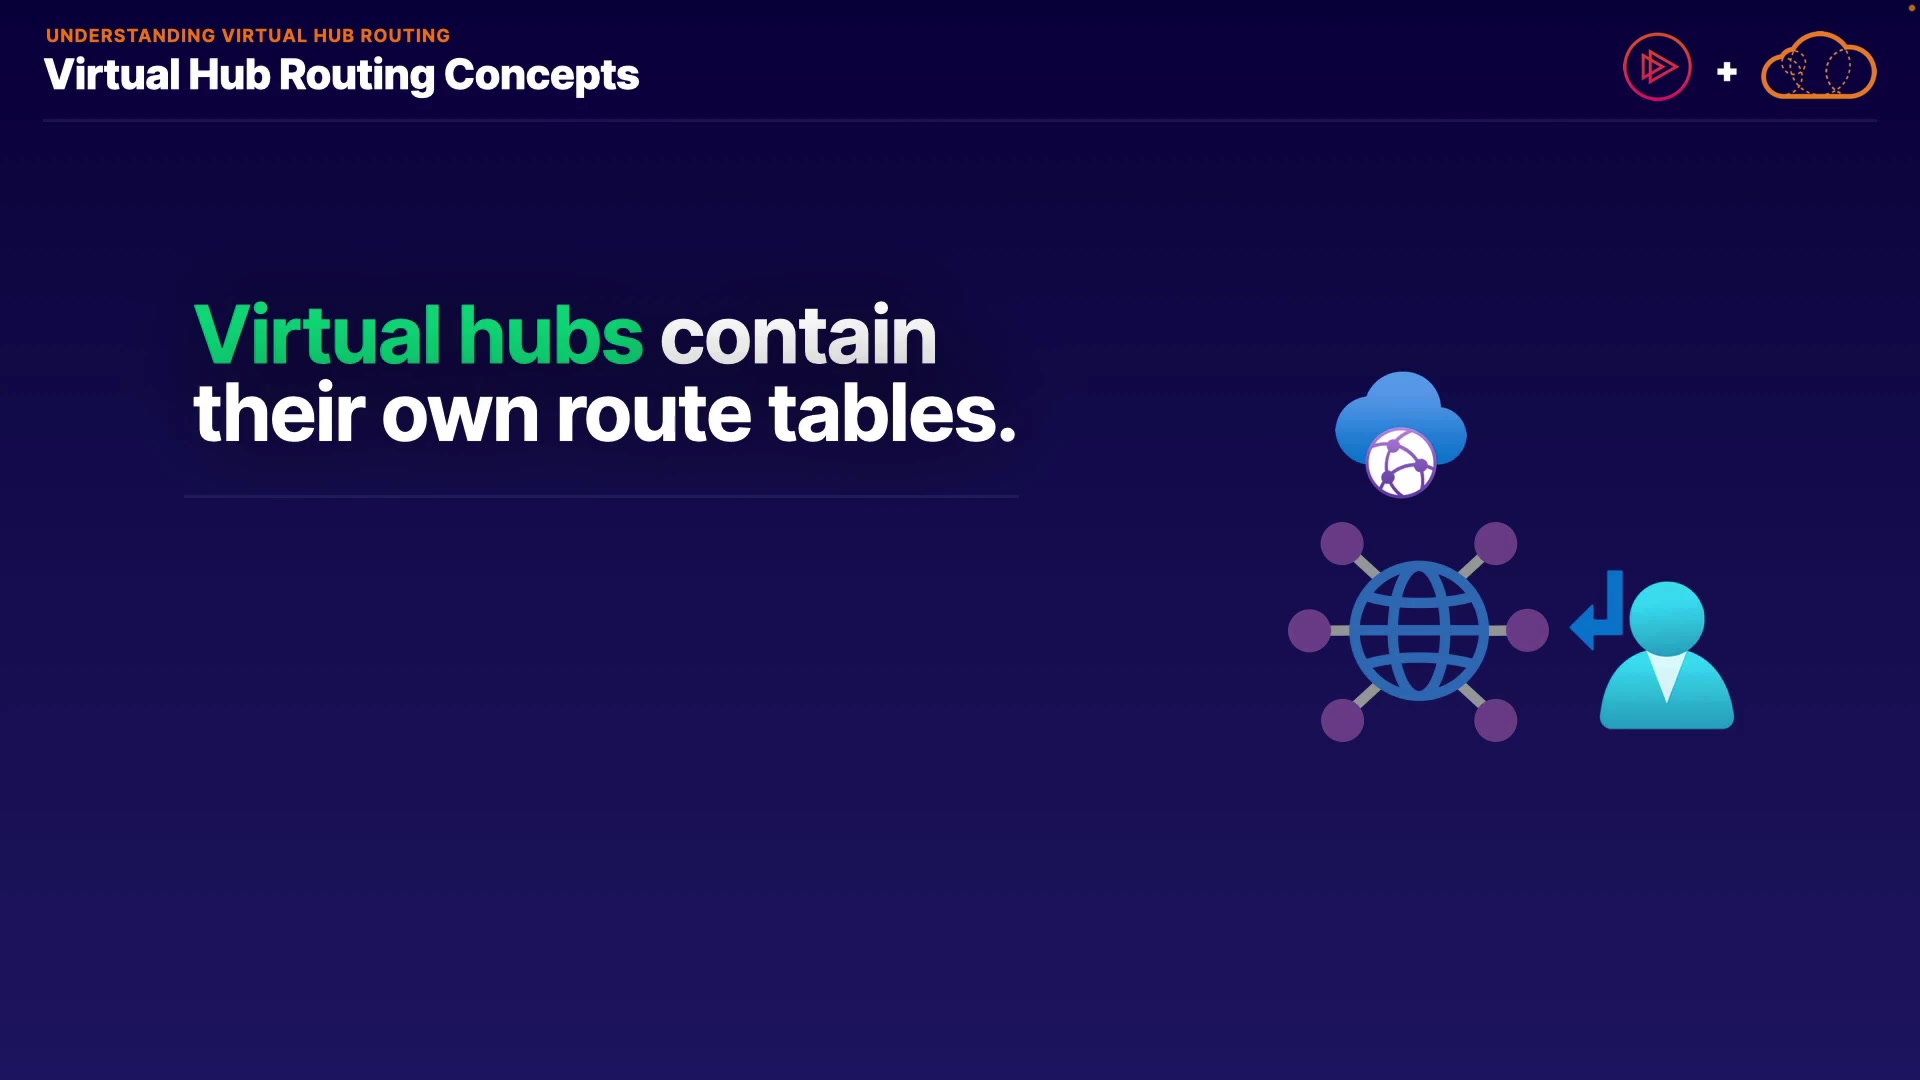 UNDERSTANDING VIRTUAL HUB ROUTING
Virtual Hub Routing Concepts
Virtual hubs contain
their own route tables.